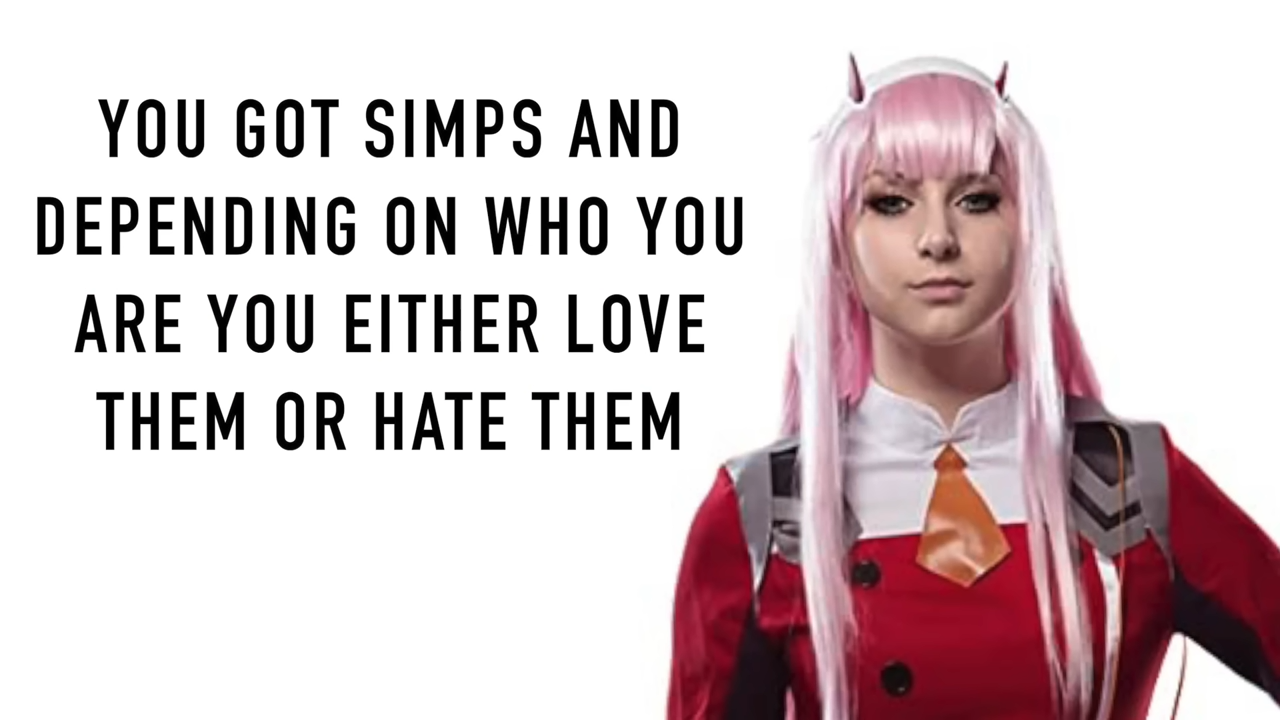 YOU GOT SIMPS AND
DEPENDING ON WHO YOU
ARE YOU EITHER LOVE
THEM OR HATE THEM